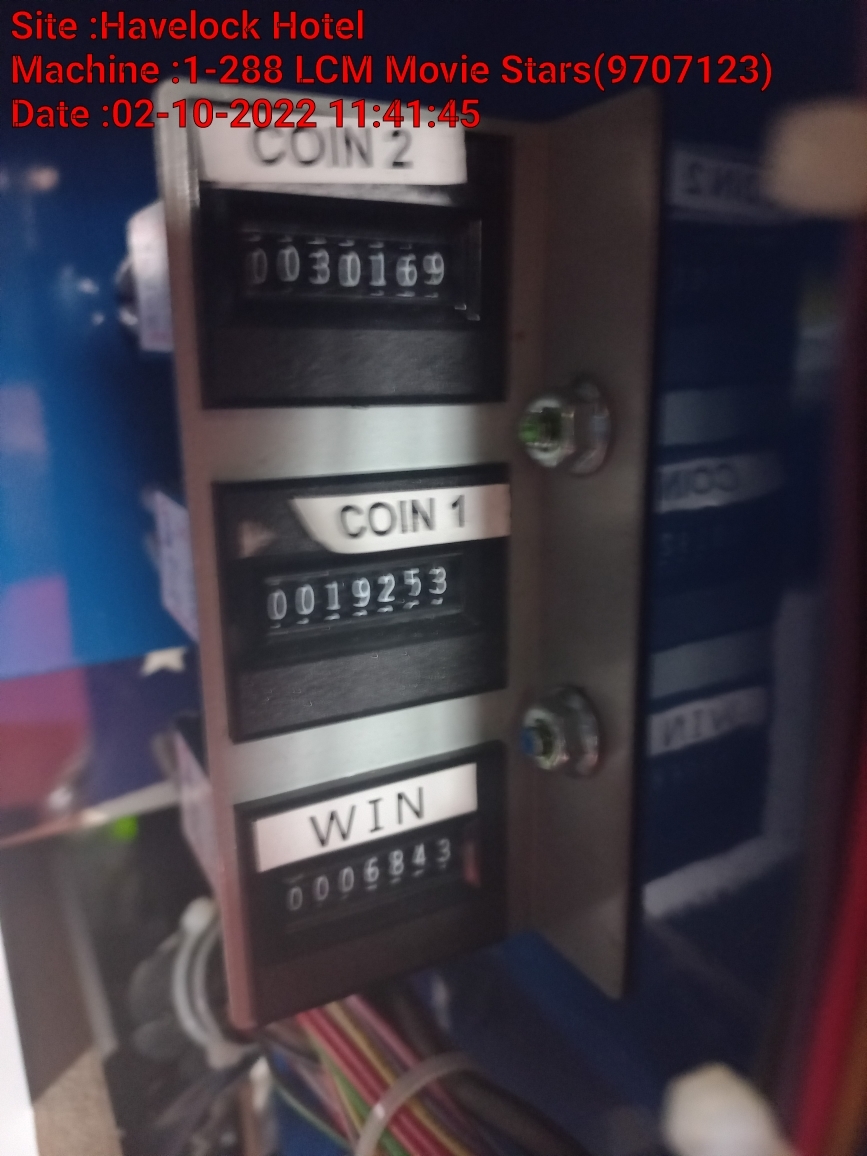 Site :Havelock Hotel
Machine :1-288 LCM Movie Stars(9707123)
Date :02-10-2022 11:41:45
COIN 2
0030169
COIN 1
0019253
WIN
0006843